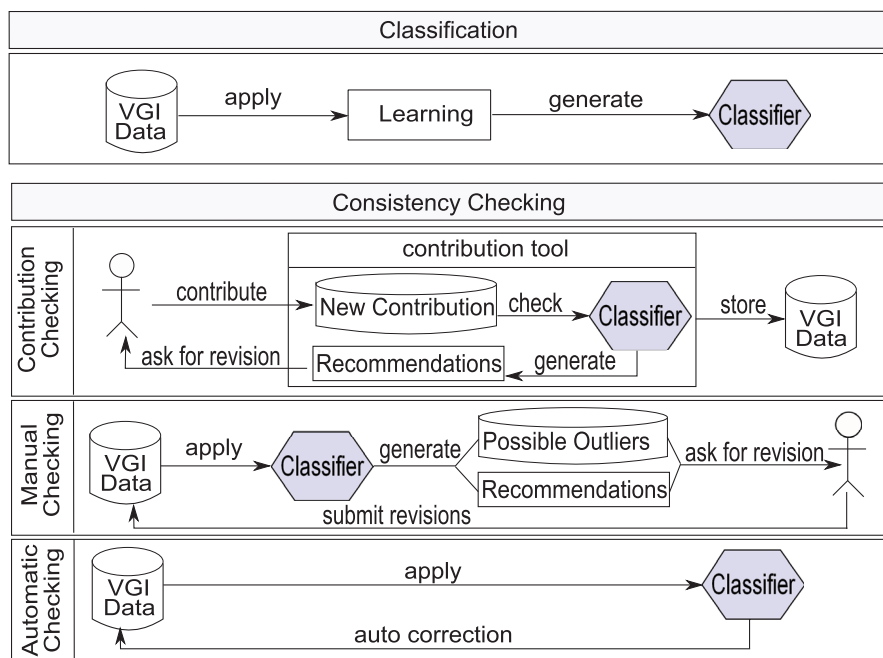 Classification
VGI
Data
apply
Learning
generate
Classifier
Consistency Checking
Contribution
Checking
contribute
contribution tool
New Contribution
check
Classifier
store
VGI
Data
ask for revision
Recommendations
generate
Manual
Checking
VGI
Data
apply
Classifier
generate
Possible Outliers
Recommendations
ask for revision
submit revisions
Automatic
Checking
VGI
Data
apply
Classifier
auto correction